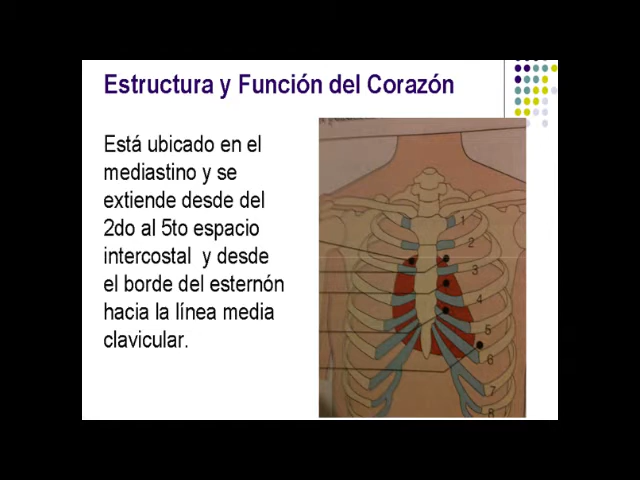 Estructura y Función del Corazón
Está ubicado en el
mediastino y se
extiende desde del
2do al 5to espacio
intercostal y desde
el borde del esternón
hacia la línea media
clavicular.
1
2
3
4
5
6
7
8